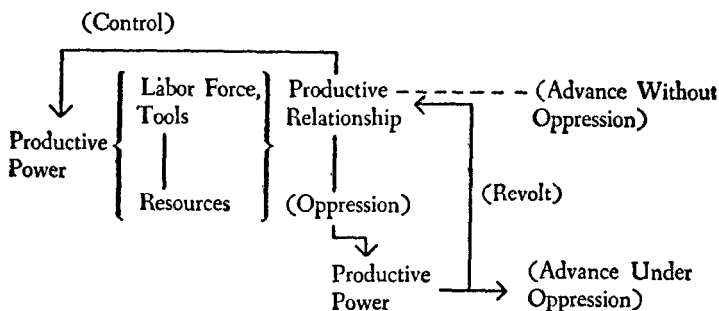 (Control)
Labor Force,
Tools
Productive
Relationship
(Advance Without
Oppression)
Productive
Power
Resources
(Oppression)
(Revolt)
Productive
Power
(Advance Under
Oppression)